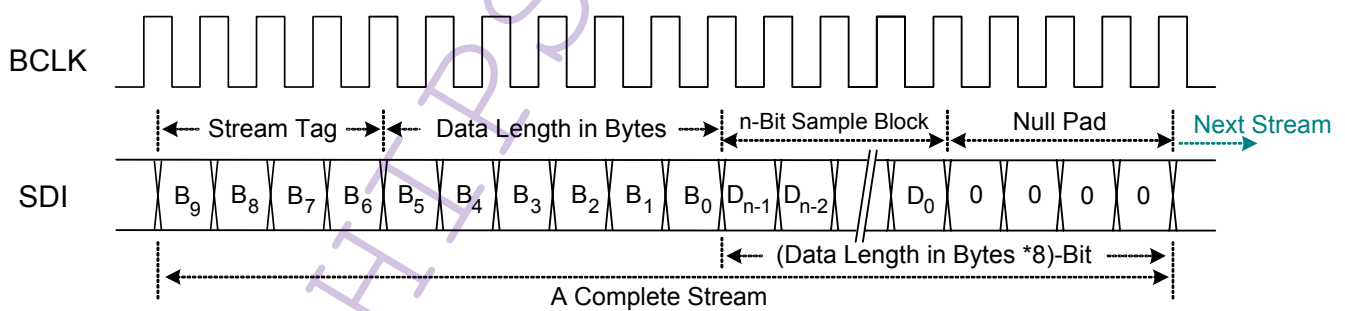 BCLK
Stream Tag
Data Length in Bytes
n-Bit Sample Block
Null Pad
Next Stream
SDI
B9 B8 B7 B6 B5 B4 B3 B2 B1 B0 Dn-1 Dn-2 D0 0 0 0 0
(Data Length in Bytes *8)-Bit
A Complete Stream
HIPS